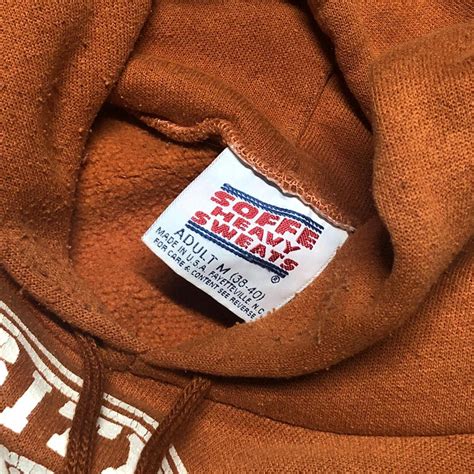 SOFFE
HEAVY
SWEATS
ADULT M (38-40)
MADE IN U.S.A. FAYETTEVILLE N.C.
FOR CARE & CONTENT SEE REVERSE